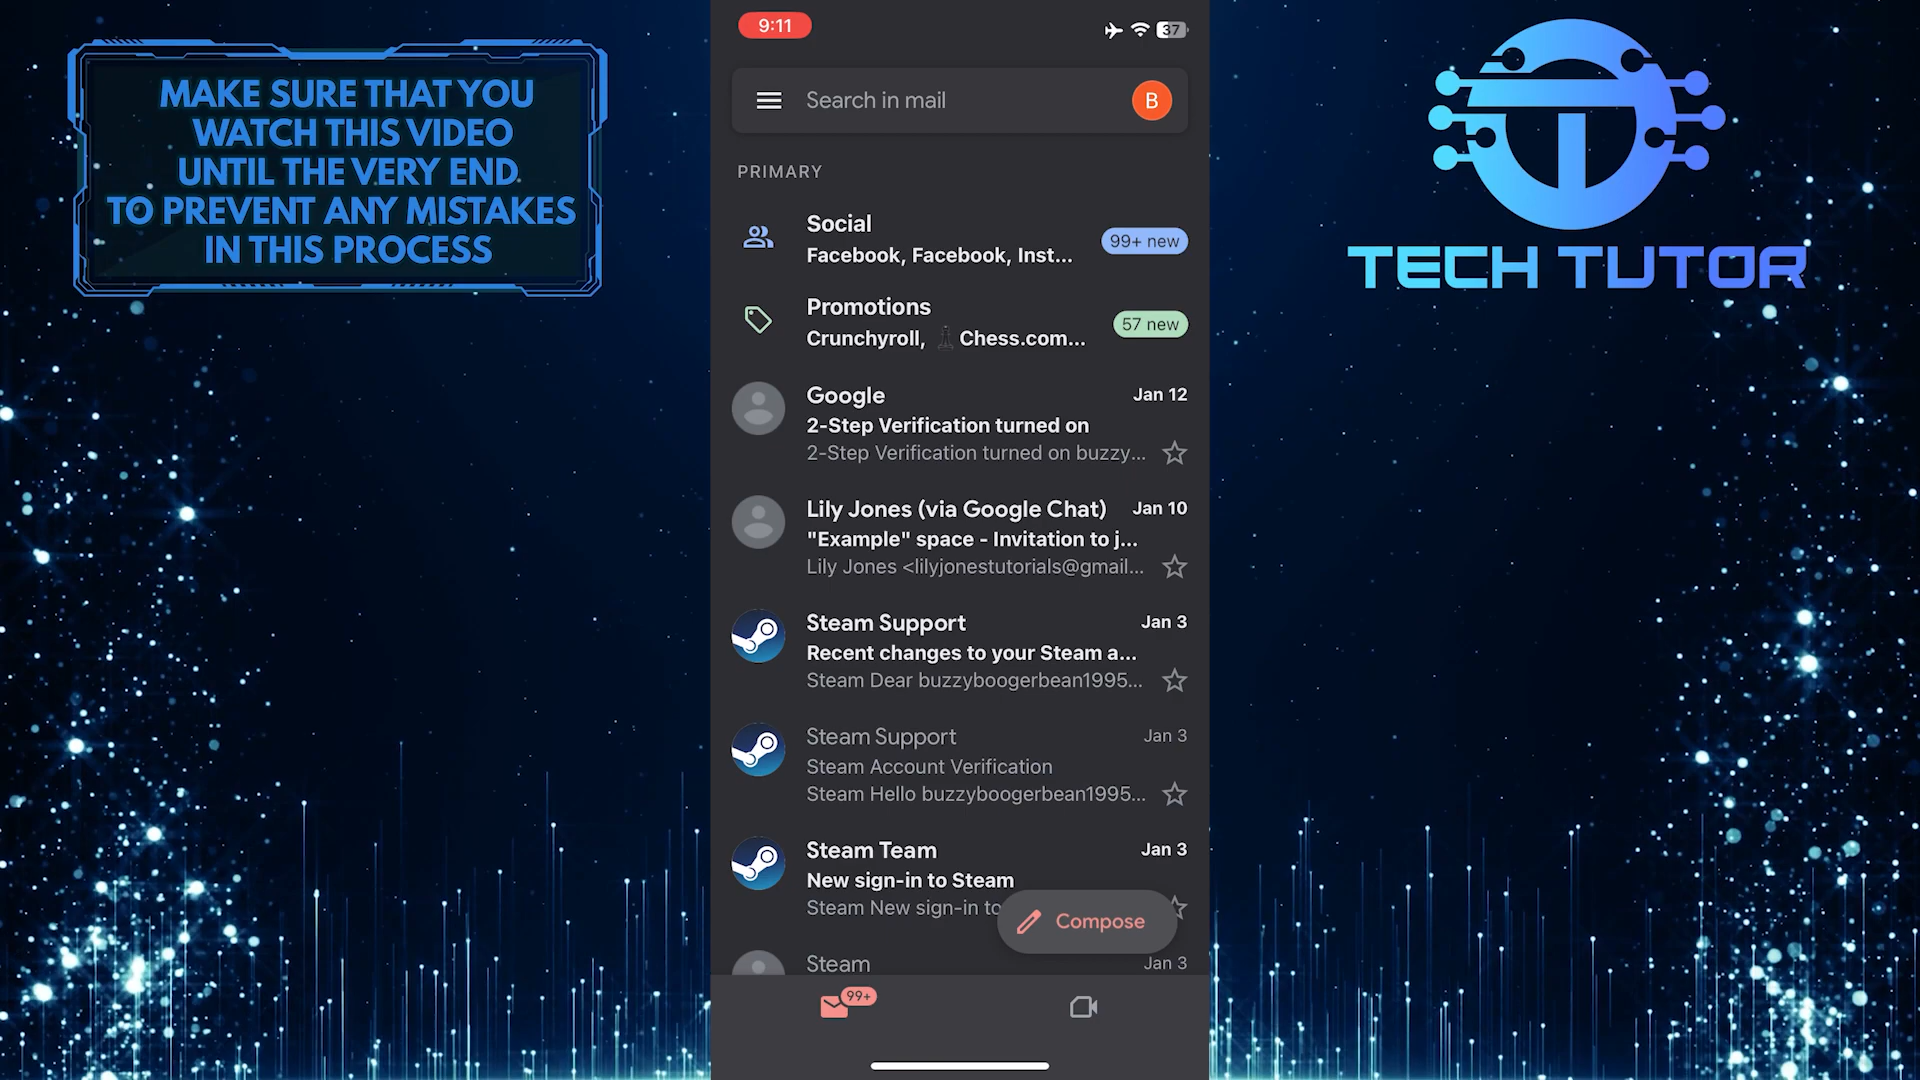 MAKE SURE THAT YOU
WATCH THIS VIDEO
UNTIL THE VERY END
TO PREVENT ANY MISTAKES
IN THIS PROCESS
9:11
37
Search in mail
B
PRIMARY
Social
Facebook, Facebook, Inst...
99+ new
Promotions
Crunchyroll, Chess.com...
57 new
Google
Jan 12
2-Step Verification turned on
2-Step Verification turned on buzzy...
Lily Jones (via Google Chat)
Jan 10
"Example" space - Invitation to j...
Lily Jones <lilyjonestutorials@gmail...
Steam Support
Jan 3
Recent changes to your Steam a...
Steam Dear buzzyboogerbean1995...
Steam Support
Jan 3
Steam Account Verification
Steam Hello buzzyboogerbean1995...
Steam Team
Jan 3
New sign-in to Steam
Steam New sign-in to
Compose
Steam
Jan 3
99+
TECH TUTOR